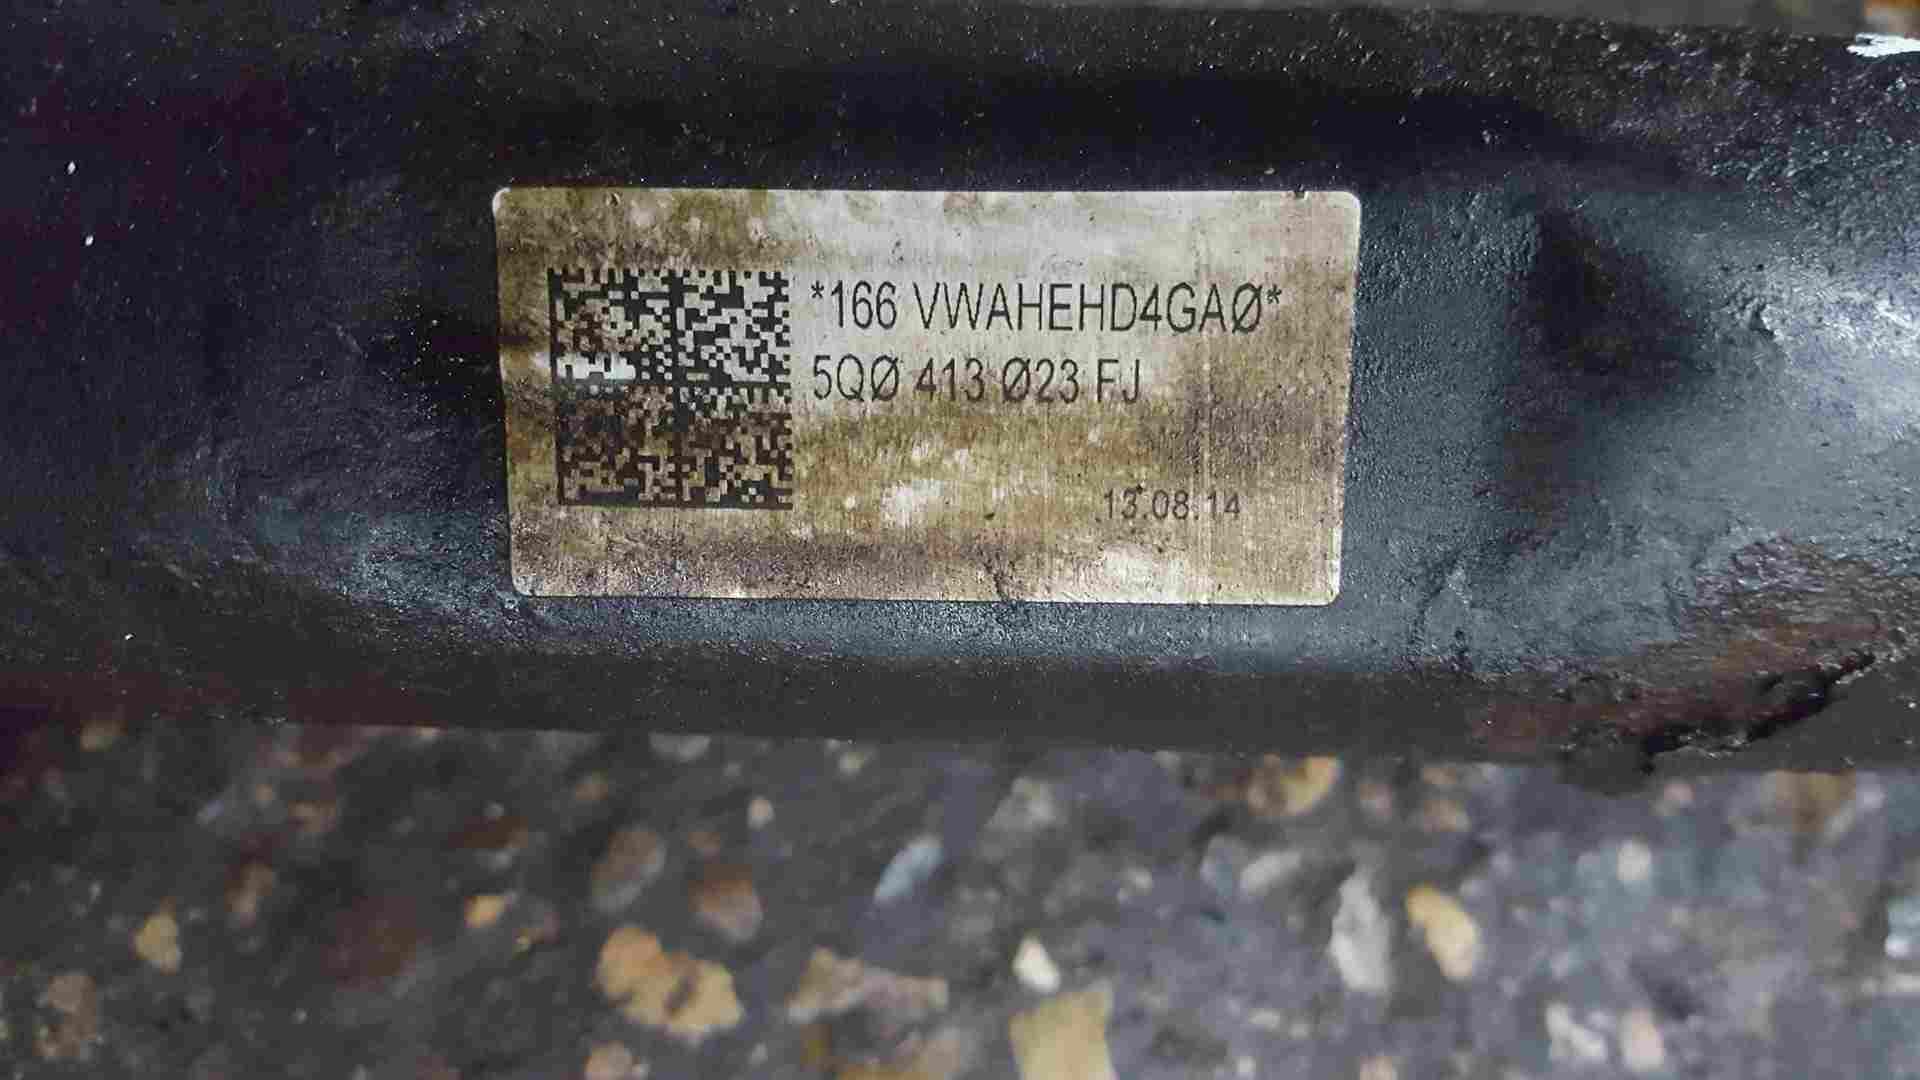 *166 VWAHEHD4GAØ*
5QØ 413 Ø23 FJ
13.08.14